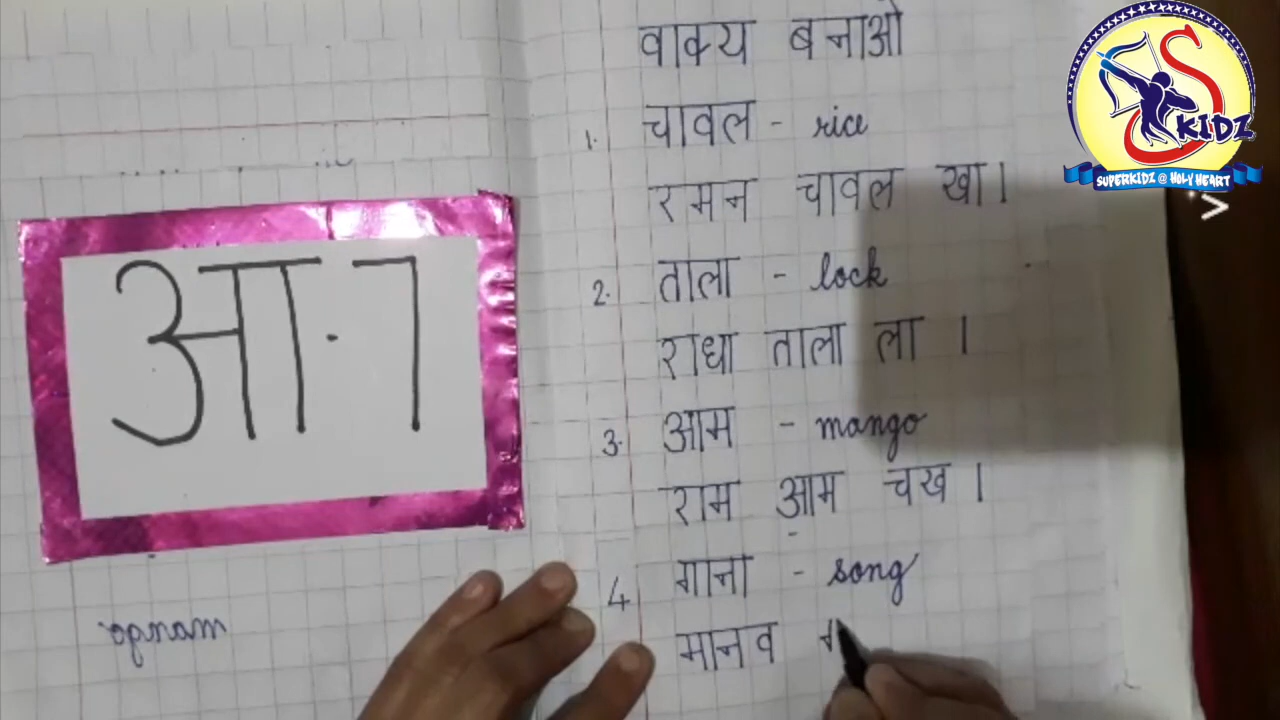 आ . ा
वाक्य बनाओ
1. चावल - rice
रमन चावल खा।
2. ताला - lock
राधा ताला ला ।
3. आम - mango
राम आम चख ।
4. गाना - song
मानव
S KIDZ
SUPERKIDZ @ HOLY HEART
>